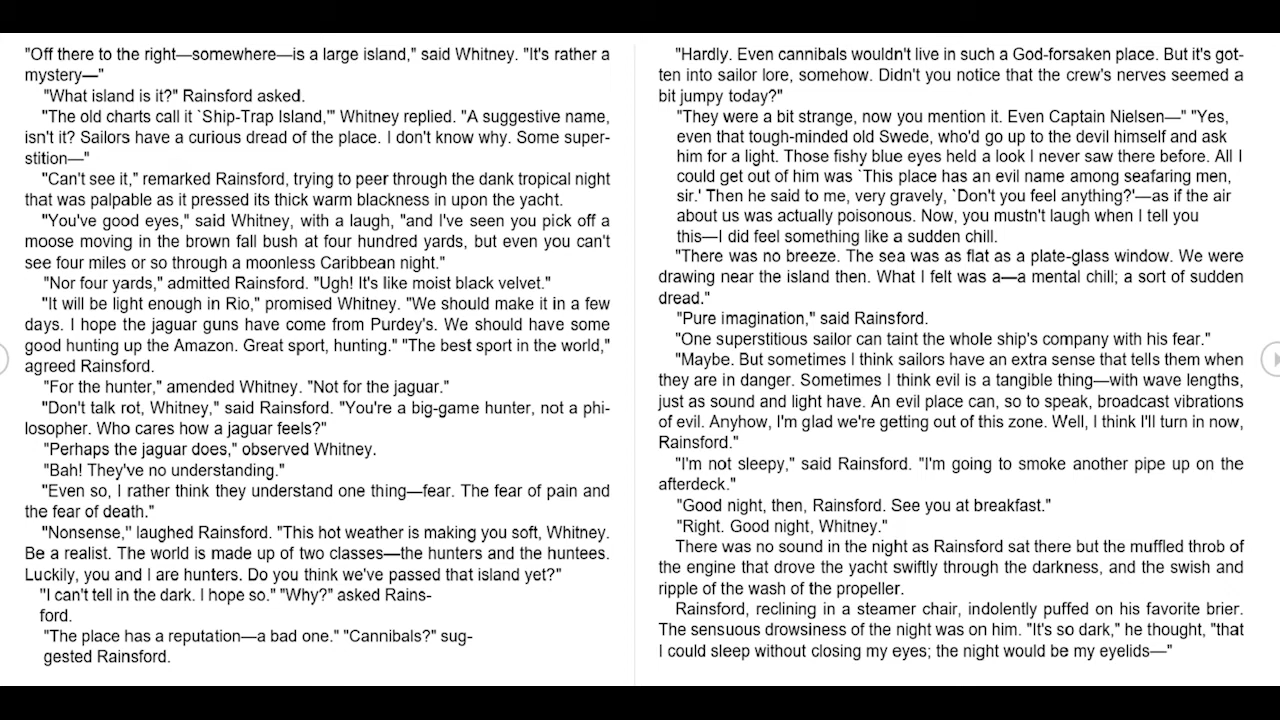 "Off there to the right—somewhere—is a large island," said Whitney. "It's rather a
mystery—"
"What island is it?" Rainsford asked.
"The old charts call it `Ship-Trap Island,'" Whitney replied. "A suggestive name,
isn't it? Sailors have a curious dread of the place. I don't know why. Some super-
stition—"
"Can't see it," remarked Rainsford, trying to peer through the dank tropical night
that was palpable as it pressed its thick warm blackness in upon the yacht.
"You've good eyes," said Whitney, with a laugh, "and I've seen you pick off a
moose moving in the brown fall bush at four hundred yards, but even you can't
see four miles or so through a moonless Caribbean night."
"Nor four yards," admitted Rainsford. "Ugh! It's like moist black velvet."
"It will be light enough in Rio," promised Whitney. "We should make it in a few
days. I hope the jaguar guns have come from Purdey's. We should have some
good hunting up the Amazon. Great sport, hunting." "The best sport in the world,"
agreed Rainsford.
"For the hunter," amended Whitney. "Not for the jaguar."
"Don't talk rot, Whitney," said Rainsford. "You're a big-game hunter, not a phi-
losopher. Who cares how a jaguar feels?"
"Perhaps the jaguar does," observed Whitney.
"Bah! They've no understanding."
"Even so, I rather think they understand one thing—fear. The fear of pain and
the fear of death."
"Nonsense," laughed Rainsford. "This hot weather is making you soft, Whitney.
Be a realist. The world is made up of two classes—the hunters and the huntees.
Luckily, you and I are hunters. Do you think we've passed that island yet?"
"I can't tell in the dark. I hope so." "Why?" asked Rains-
ford.
"The place has a reputation—a bad one." "Cannibals?" sug-
gested Rainsford.
"Hardly. Even cannibals wouldn't live in such a God-forsaken place. But it's got-
ten into sailor lore, somehow. Didn't you notice that the crew's nerves seemed a
bit jumpy today?"
"They were a bit strange, now you mention it. Even Captain Nielsen—" "Yes,
even that tough-minded old Swede, who'd go up to the devil himself and ask
him for a light. Those fishy blue eyes held a look I never saw there before. All I
could get out of him was `This place has an evil name among seafaring men,
sir.' Then he said to me, very gravely, `Don't you feel anything?'—as if the air
about us was actually poisonous. Now, you mustn't laugh when I tell you
this—I did feel something like a sudden chill.
"There was no breeze. The sea was as flat as a plate-glass window. We were
drawing near the island then. What I felt was a—a mental chill; a sort of sudden
dread."
"Pure imagination," said Rainsford.
"One superstitious sailor can taint the whole ship's company with his fear."
"Maybe. But sometimes I think sailors have an extra sense that tells them when
they are in danger. Sometimes I think evil is a tangible thing—with wave lengths,
just as sound and light have. An evil place can, so to speak, broadcast vibrations
of evil. Anyhow, I'm glad we're getting out of this zone. Well, I think I'll turn in now,
Rainsford."
"I'm not sleepy," said Rainsford. "I'm going to smoke another pipe up on the
afterdeck."
"Good night, then, Rainsford. See you at breakfast."
"Right. Good night, Whitney."
There was no sound in the night as Rainsford sat there but the muffled throb of
the engine that drove the yacht swiftly through the darkness, and the swish and
ripple of the wash of the propeller.
Rainsford, reclining in a steamer chair, indolently puffed on his favorite brier.
The sensuous drowsiness of the night was on him. "It's so dark," he thought, "that
I could sleep without closing my eyes; the night would be my eyelids—"